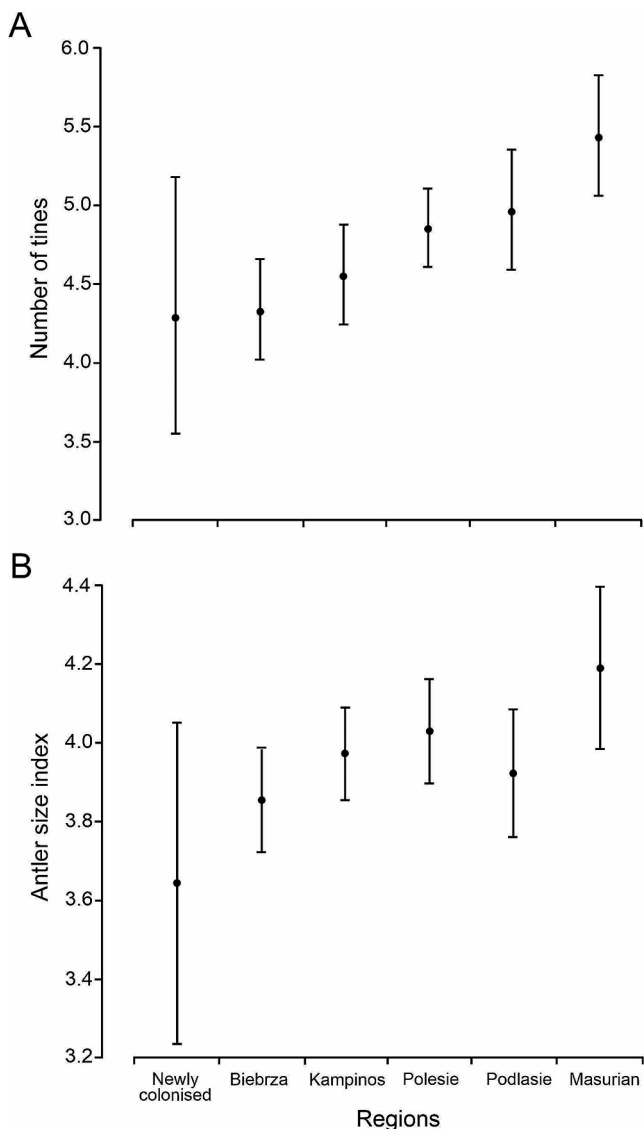 A
Number of tines
6.0
5.5
5.0
4.5
4.0
3.5
3.0
B
Antler size index
4.4
4.2
4.0
3.8
3.6
3.4
3.2
Newly
colonised
Biebrza
Kampinos
Polesie
Podlasie
Masurian
Regions